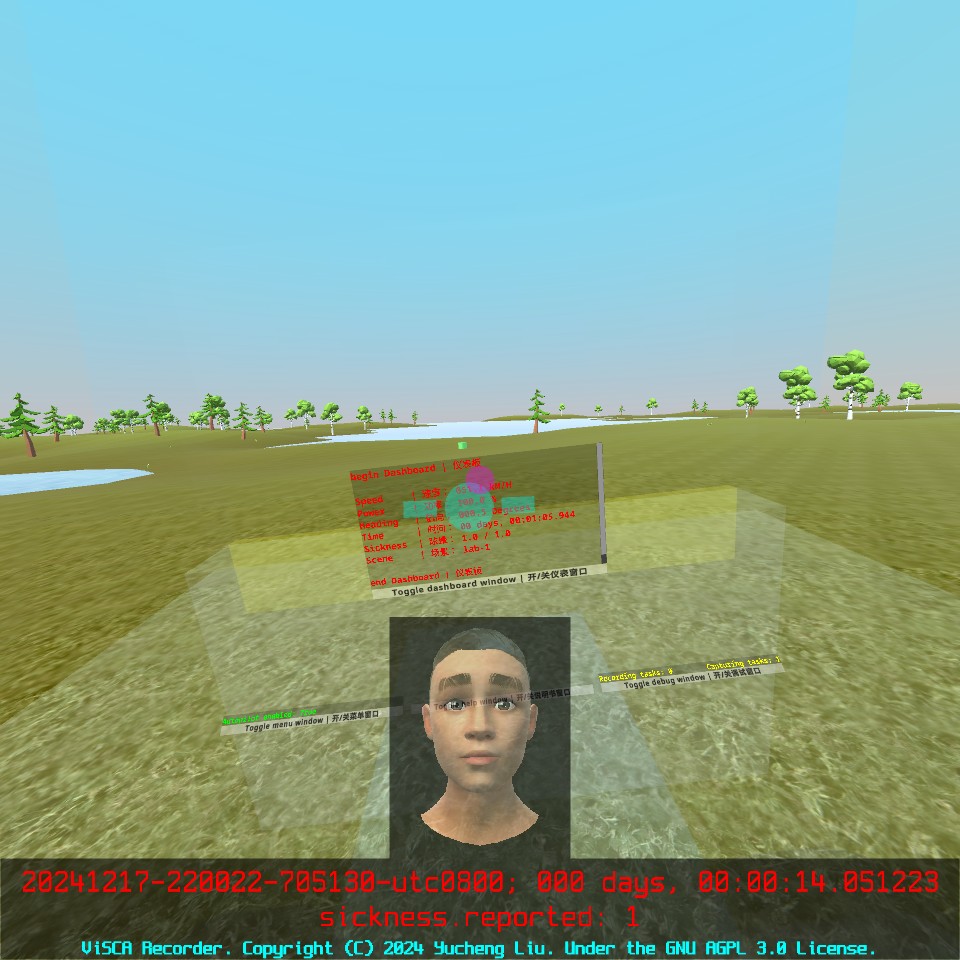 begin Dashboard | 仪表板
Speed | 速度:
Power
Heading degrees
Time | 时间: 00 days, 00:01:05.944
Sickness 1.0 / 1.0
Scene | 场景: lab-1
end Dashboard | 仪表板
Toggle dashboard window | 开/关仪表窗口
Recording tasks: 0 Capturing tasks: 1
Toggle debug window | 开/关调试窗口
Toggle menu window | 开/关菜单窗口
20241217-220022-705130-utc0800; 000 days, 00:00:14.051223
sickness.reported: 1
ViSCA Recorder. Copyright (C) 2024 Yucheng Liu. Under the GNU AGPL 3.0 License.